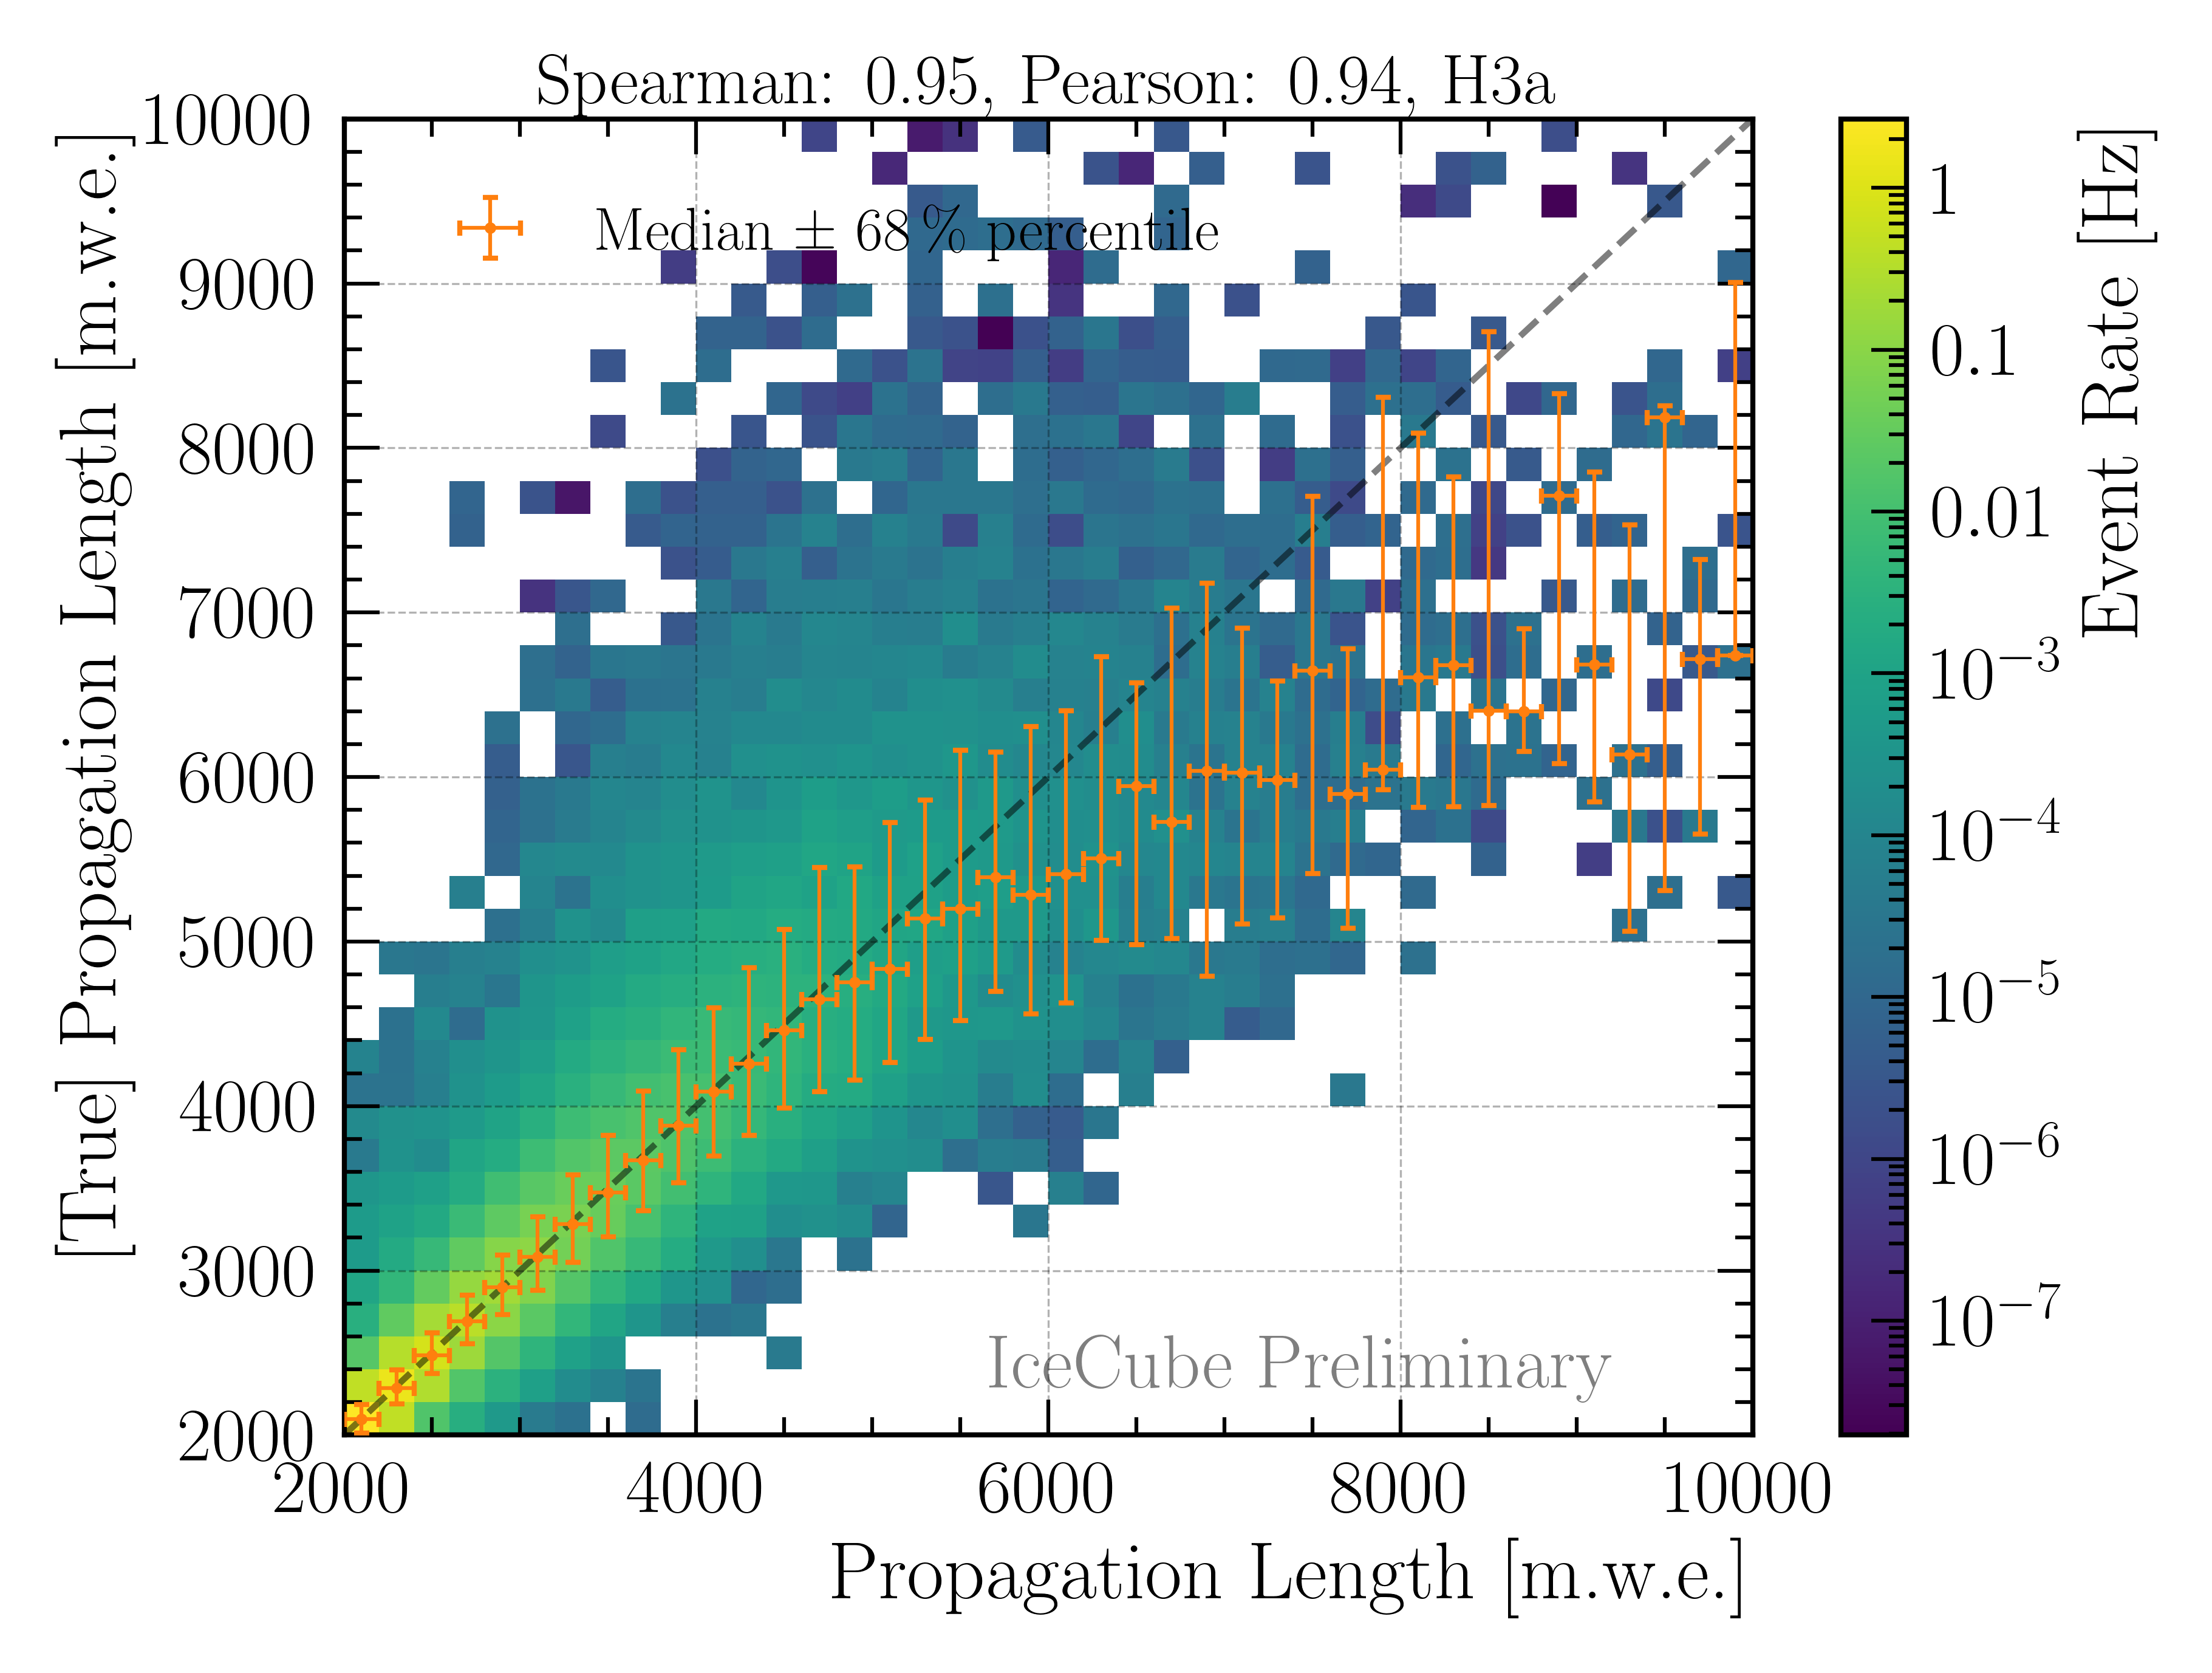 Spearman: 0.95, Pearson: 0.94, H3a
[True] Propagation Length [m.w.e.]
10000
9000
8000
7000
6000
5000
4000
3000
2000
Median ± 68 % percentile
IceCube Preliminary
2000 4000 6000 8000 10000
Propagation Length [m.w.e.]
1
0.1
0.01
10⁻³
10⁻⁴
10⁻⁵
10⁻⁶
10⁻⁷
Event Rate [Hz]